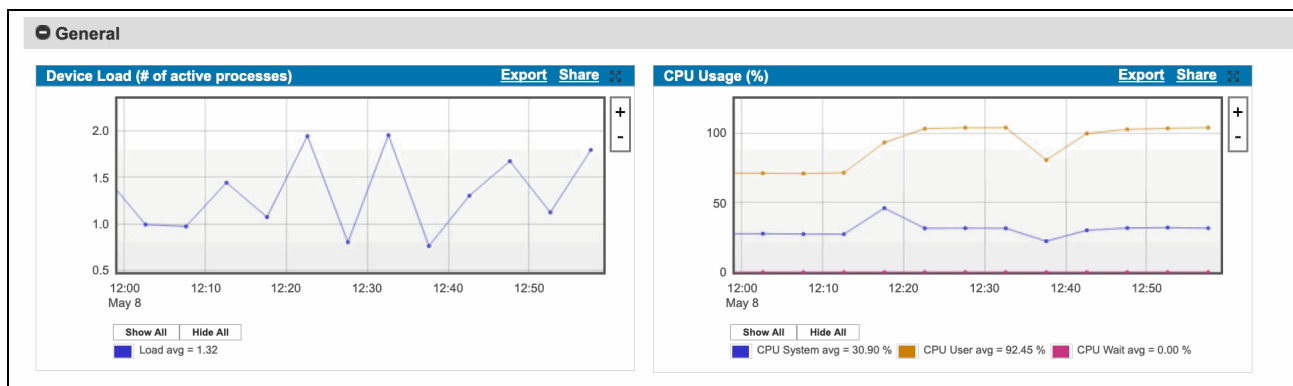 General
Device Load (# of active processes) Export Share
2.0
1.5
1.0
0.5
12:00 12:10 12:20 12:30 12:40 12:50
May 8
+
-
Show All Hide All
Load avg = 1.32
CPU Usage (%) Export Share
100
50
0
12:00 12:10 12:20 12:30 12:40 12:50
May 8
+
-
Show All Hide All
CPU System avg = 30.90 % CPU User avg = 92.45 % CPU Wait avg = 0.00 %